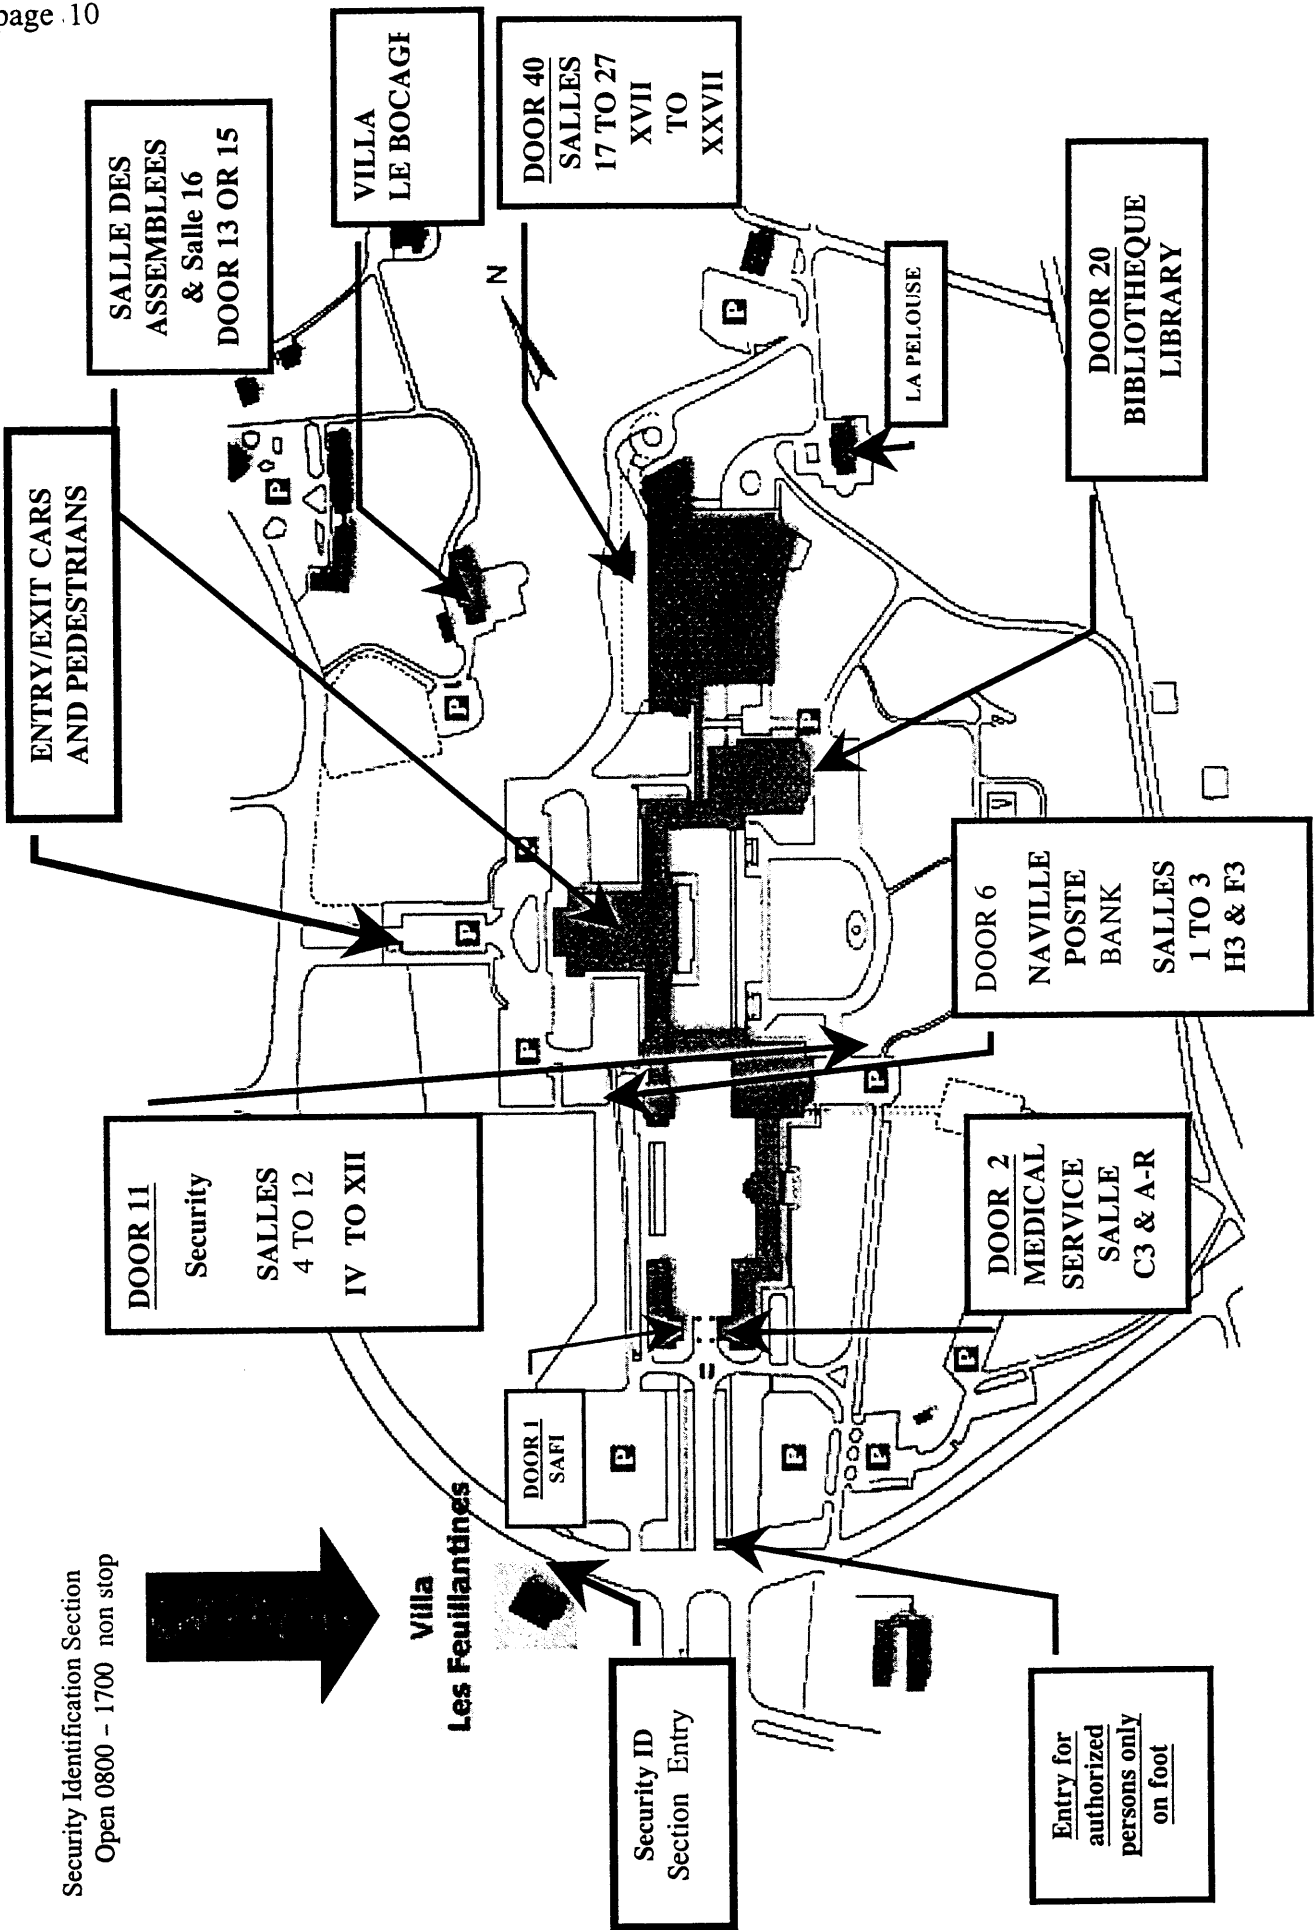 page 10
Security Identification Section
Open 0800 – 1700 non stop
Villa
Les Feuillantines
Security ID
Section Entry
Entry for
authorized
persons only
on foot
DOOR 1
SAFI
DOOR 11
Security
SALLES
4 TO 12
IV TO XII
DOOR 2
MEDICAL
SERVICE
SALLE
C3 & A-R
ENTRY/EXIT CARS
AND PEDESTRIANS
DOOR 6
NAVILLE
POSTE
BANK
SALLES
1 TO 3
H3 & F3
SALLE DES
ASSEMBLEES
& Salle 16
DOOR 13 OR 15
VILLA
LE BOCAGE
DOOR 40
SALLES
17 TO 27
XVII
TO
XXVII
N
LA PELOUSE
DOOR 20
BIBLIOTHEQUE
LIBRARY
P
P
P
P
P
P
P
P
P
P
P
P
P